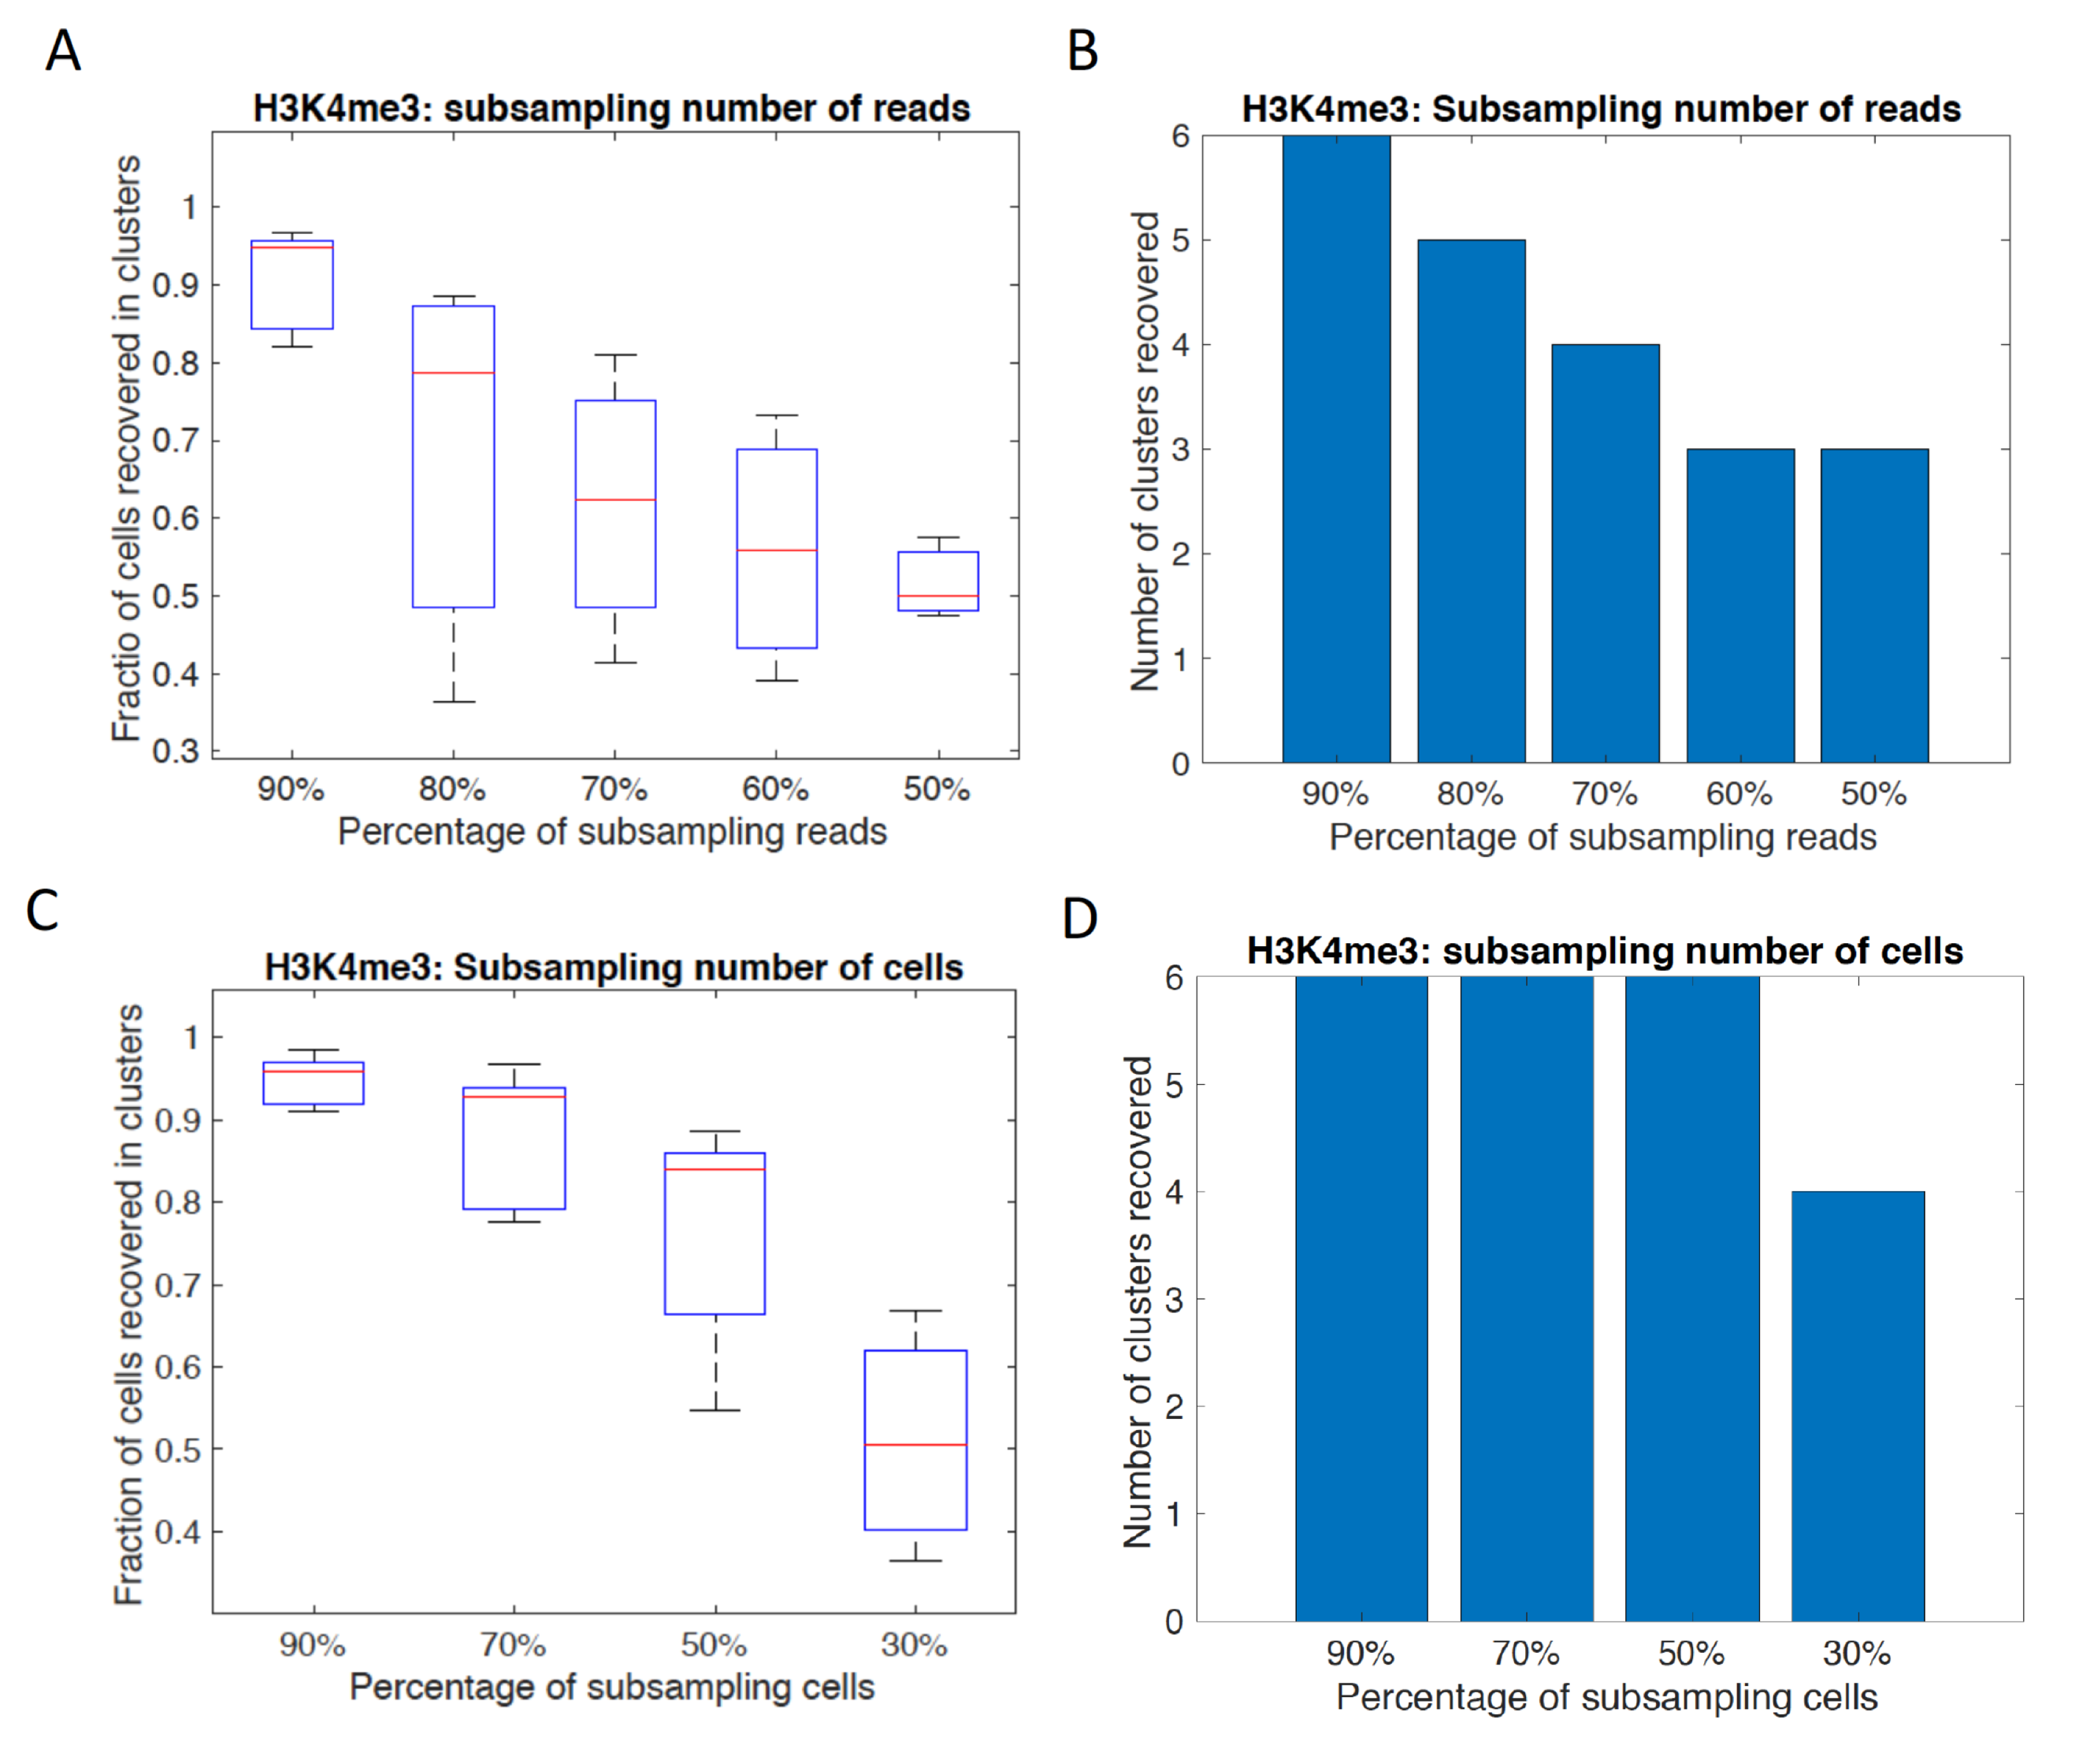 A
H3K4me3: subsampling number of reads
Fractio of cells recovered in clusters
1
0.9
0.8
0.7
0.6
0.5
0.4
0.3
90% 80% 70% 60% 50%
Percentage of subsampling reads
B
H3K4me3: Subsampling number of reads
Number of clusters recovered
6
5
4
3
2
1
0
90% 80% 70% 60% 50%
Percentage of subsampling reads
C
H3K4me3: Subsampling number of cells
Fraction of cells recovered in clusters
1
0.9
0.8
0.7
0.6
0.5
0.4
90% 70% 50% 30%
Percentage of subsampling cells
D
H3K4me3: subsampling number of cells
Number of clusters recovered
6
5
4
3
2
1
0
90% 70% 50% 30%
Percentage of subsampling cells